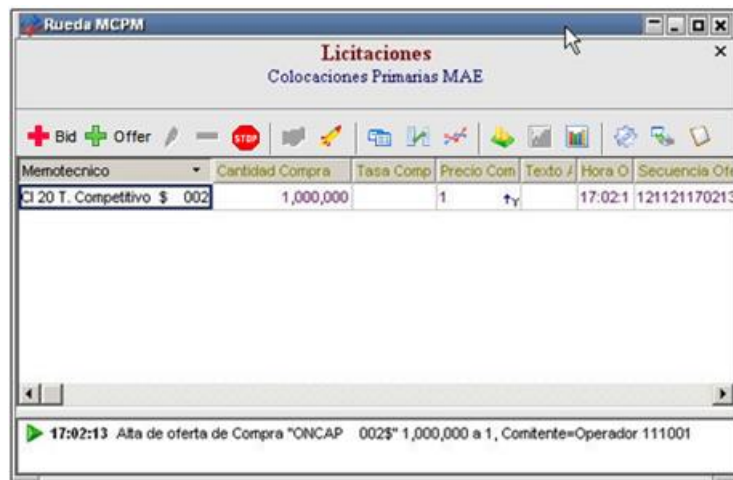 Rueda MCPM
Licitaciones
Colocaciones Primarias MAE
Bid Offer STOP
Memotecnico Cantidad Compra Tasa Comp Precio Com Texto Hora O Secuencia Ofe
CI 20 T. Competitivo $ 002 1,000,000 1 17:02:1 121121170213
17:02:13 Alta de oferta de Compra "ONCAP 002$" 1,000,000 a 1, Comitente=Operador 111001